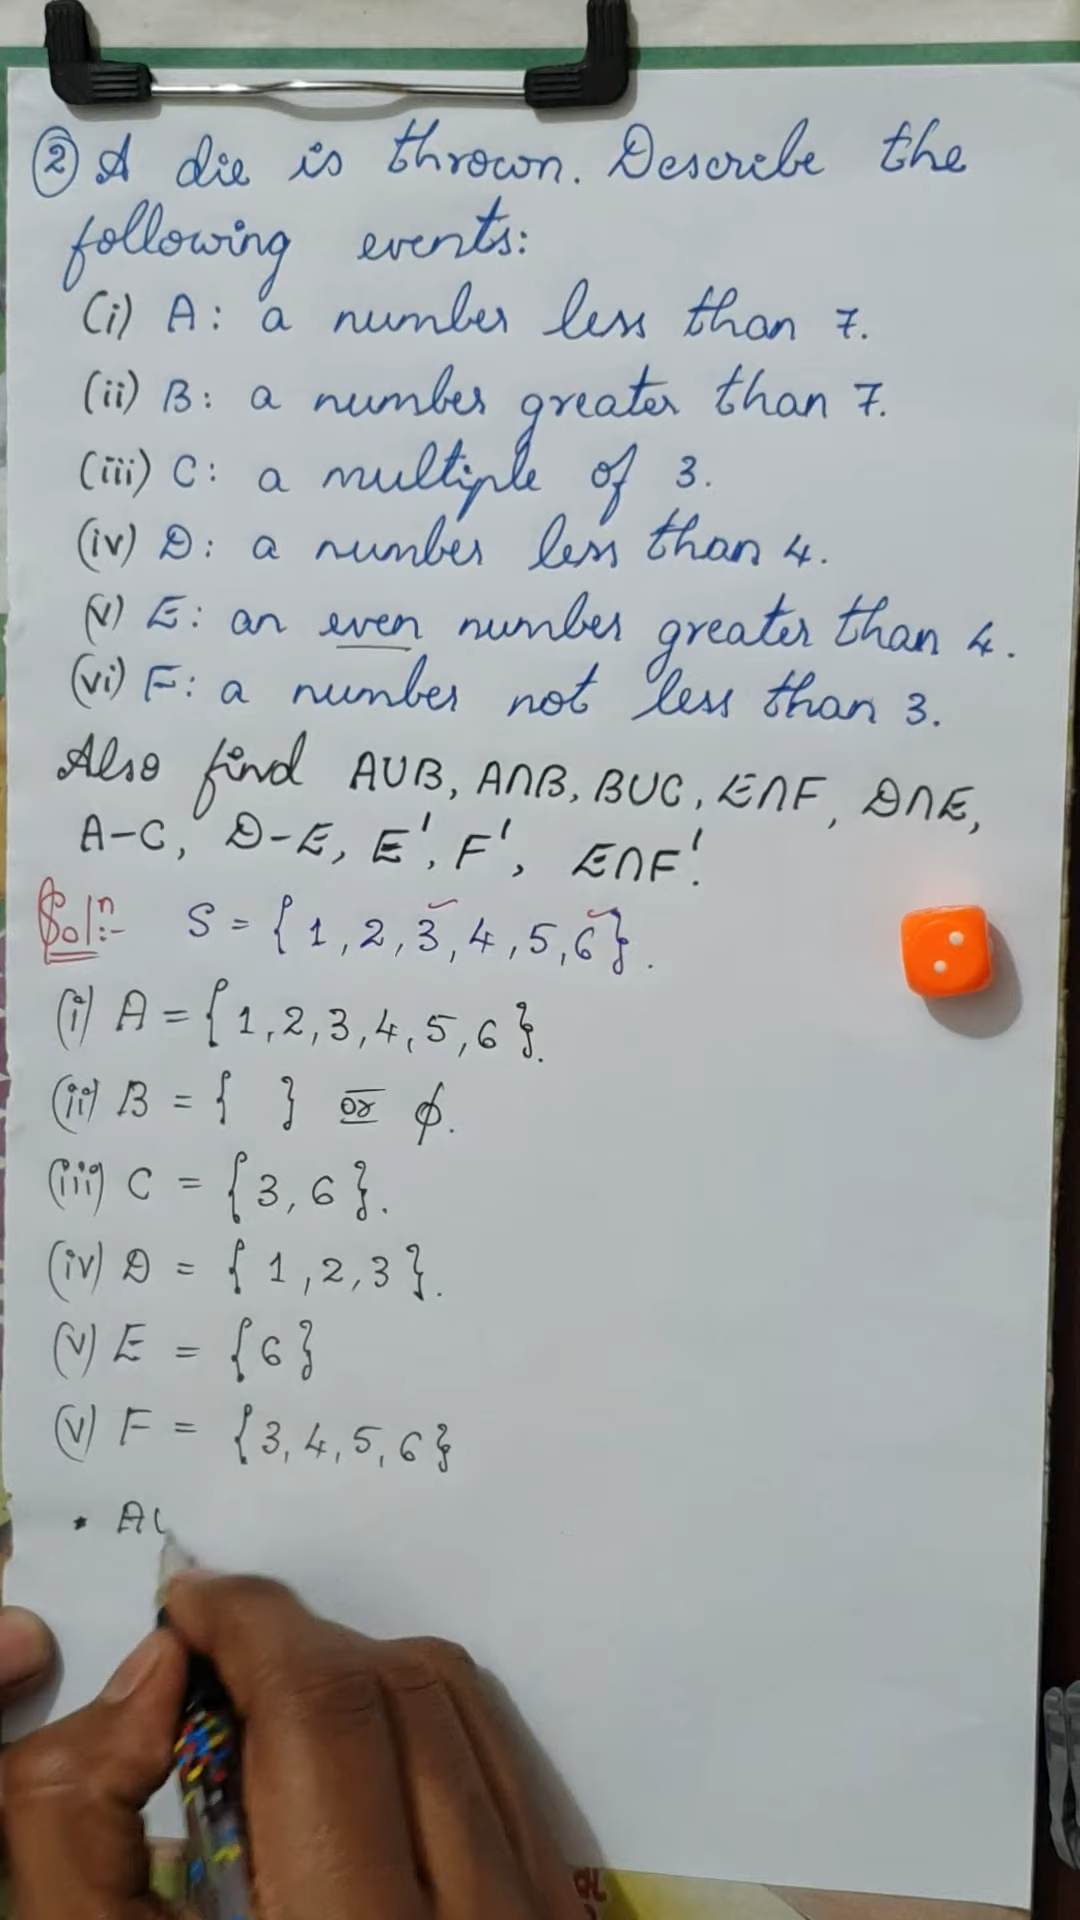 ② A die is thrown. Describe the
following events:
(i) A: a number less than 7.
(ii) B: a number greater than 7.
(iii) C: a multiple of 3.
(iv) D: a number less than 4.
(v) E: an even number greater than 4.
(vi) F: a number not less than 3.
Also find A∪B, A∩B, B∪C, E∩F, D∩E,
A-C, D-E, E', F', E∩F'.
Solⁿ:- S = {1, 2, 3, 4, 5, 6}.
(i) A = {1, 2, 3, 4, 5, 6}.
(ii) B = { } or ϕ.
(iii) C = {3, 6}.
(iv) D = {1, 2, 3}.
(v) E = {6}
(v) F = {3, 4, 5, 6}
• A